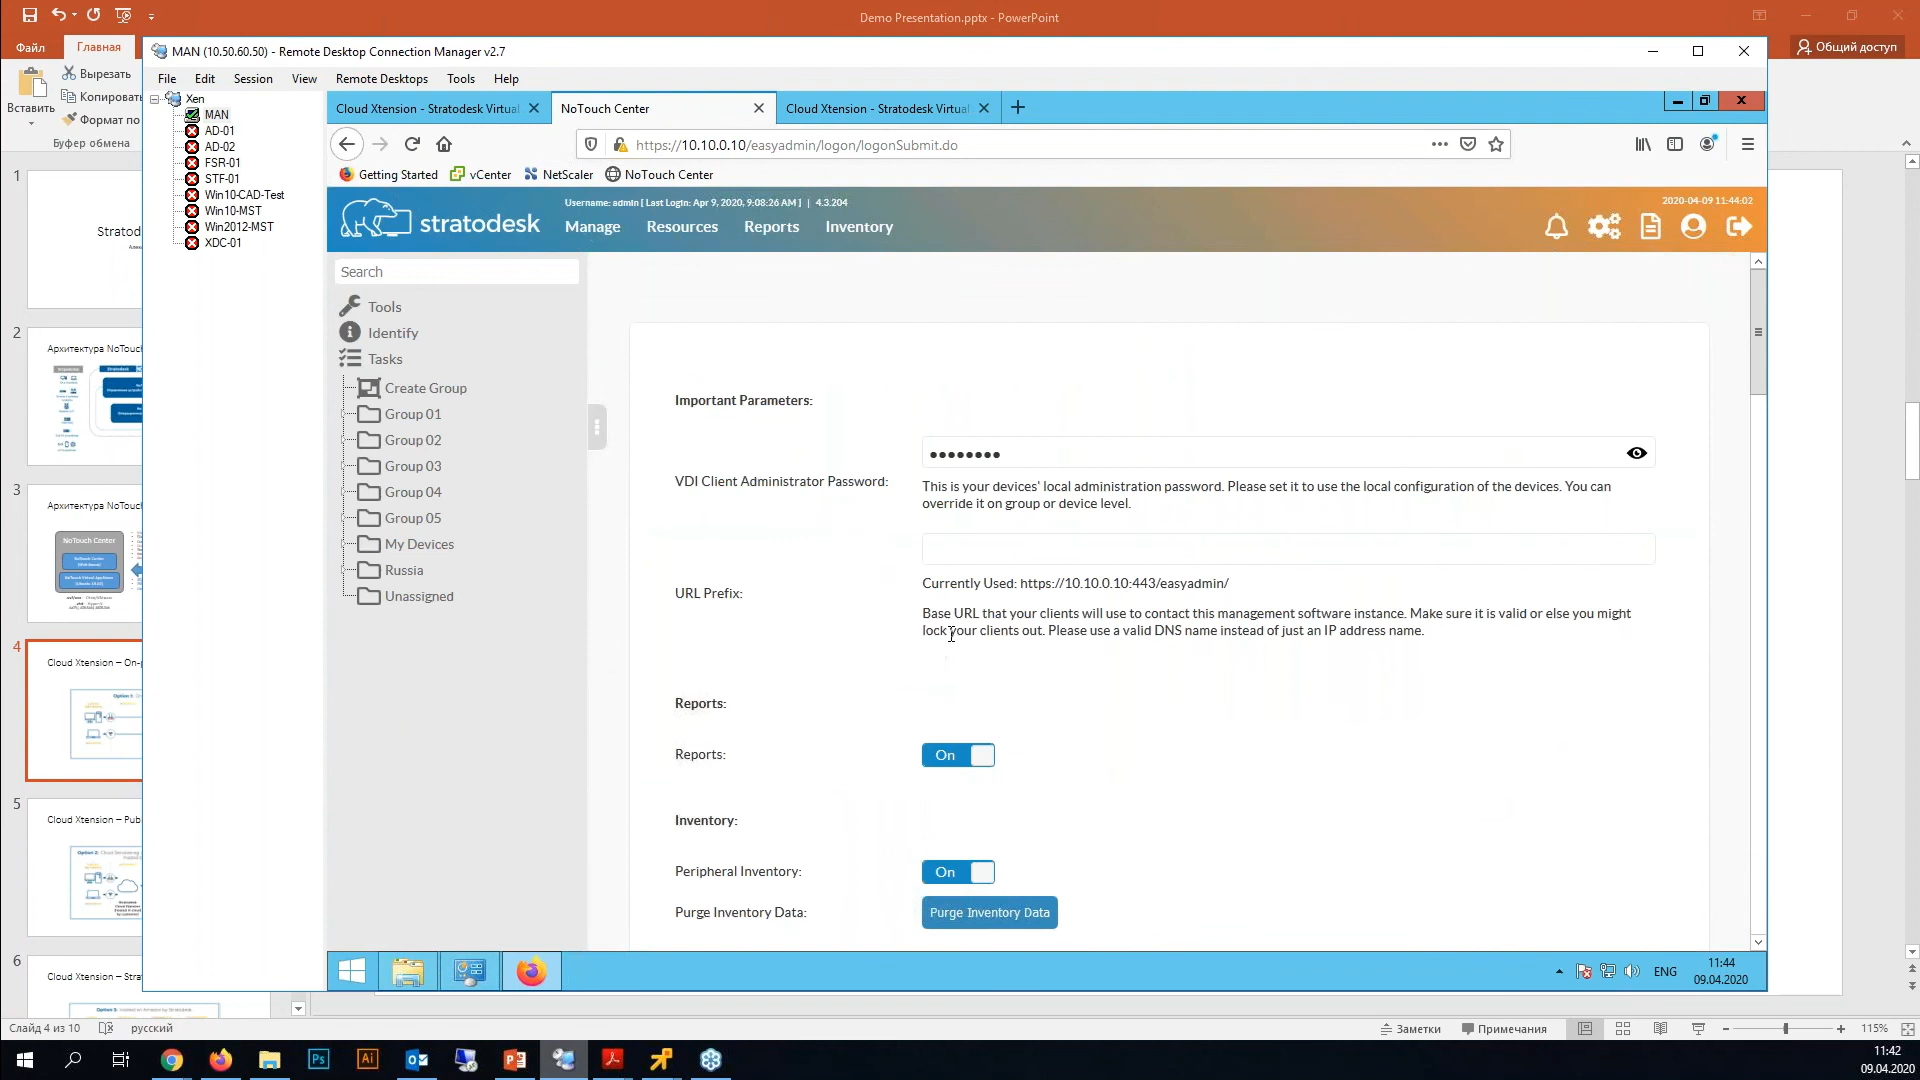 Demo Presentation.pptx - PowerPoint
Файл
Главная
Общий доступ
Вставить
Вырезать
Копировать
Формат по
Буфер обмена
MAN (10.50.60.50) - Remote Desktop Connection Manager v2.7
File Edit Session View Remote Desktops Tools Help
Xen
MAN
AD-01
AD-02
FSR-01
STF-01
Win10-CAD-Test
Win10-MST
Win2012-MST
XDC-01
Cloud Xtension - Stratodesk Virtual
NoTouch Center
Cloud Xtension - Stratodesk Virtual
https://10.10.0.10/easyadmin/logon/logonSubmit.do
Getting Started vCenter NetScaler NoTouch Center
stratodesk
Username: admin [ Last Login: Apr 9, 2020, 9:08:26 AM ] | 4.3.204
2020-04-09 11:44:02
Manage Resources Reports Inventory
Search
Tools
Identify
Tasks
Create Group
Group 01
Group 02
Group 03
Group 04
Group 05
My Devices
Russia
Unassigned
Important Parameters:
VDI Client Administrator Password:
This is your devices' local administration password. Please set it to use the local configuration of the devices. You can
override it on group or device level.
URL Prefix:
Currently Used: https://10.10.0.10:443/easyadmin/
Base URL that your clients will use to contact this management software instance. Make sure it is valid or else you might
lock your clients out. Please use a valid DNS name instead of just an IP address name.
Reports:
Reports:
On
Inventory:
Peripheral Inventory:
On
Purge Inventory Data:
Purge Inventory Data
ENG
11:44
09.04.2020
1
Stratod
2
Архитектура NoTouch
3
Архитектура NoTouch
NoTouch Center
4
Cloud Xtension – On-p
5
Cloud Xtension – Pub
6
Cloud Xtension – Stra
Слайд 4 из 10
русский
Заметки
Примечания
115%
11:42
09.04.2020